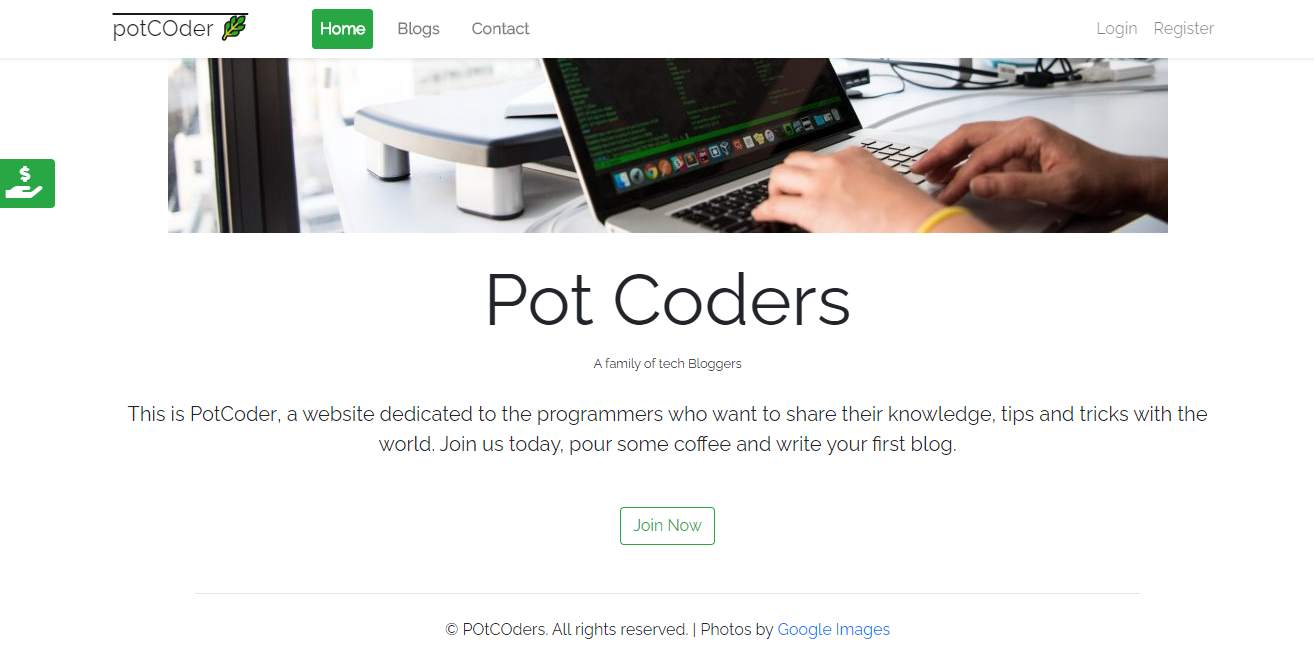 potCOder
Home
Blogs
Contact
Login
Register
$
Pot Coders
A family of tech Bloggers
This is PotCoder, a website dedicated to the programmers who want to share their knowledge, tips and tricks with the
world. Join us today, pour some coffee and write your first blog.
Join Now
© POtCOders. All rights reserved. | Photos by Google Images